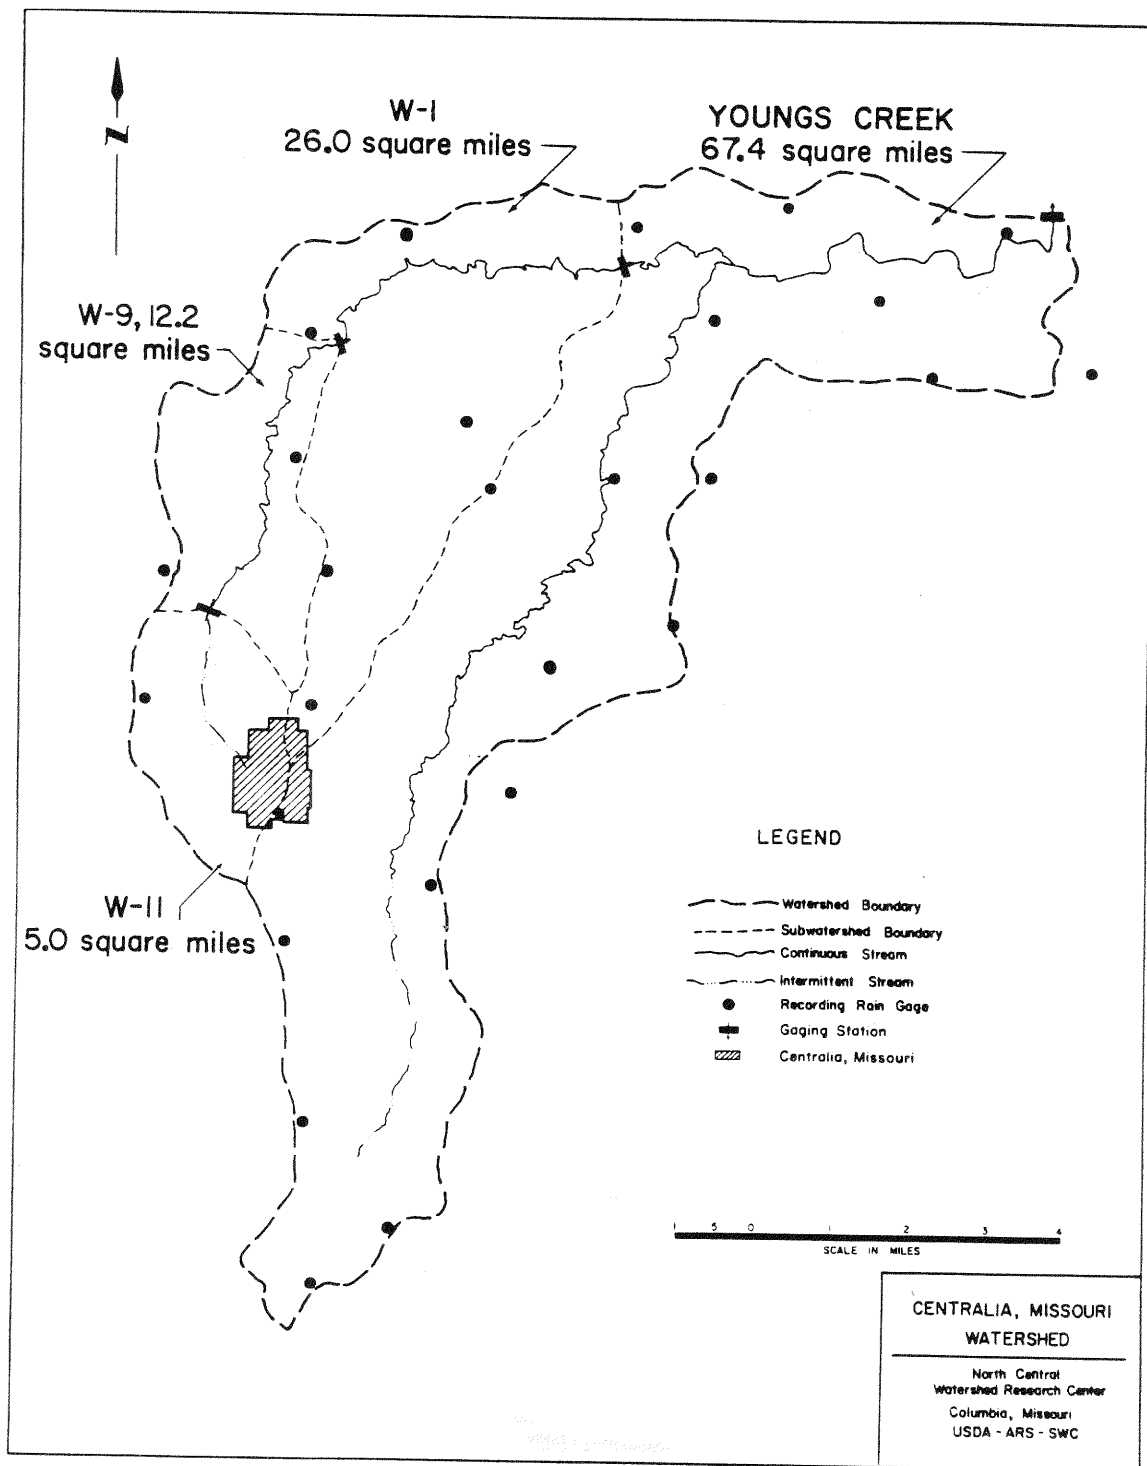 N
W-1
26.0 square miles
YOUNGS CREEK
67.4 square miles
W-9, 12.2
square miles
W-11
5.0 square miles
LEGEND
Watershed Boundary
Subwatershed Boundary
Continuous Stream
Intermittent Stream
Recording Rain Gage
Gaging Station
Centralia, Missouri
1 .5 0 1 2 3 4
SCALE IN MILES
CENTRALIA, MISSOURI
WATERSHED
North Central
Watershed Research Center
Columbia, Missouri
USDA - ARS - SWC